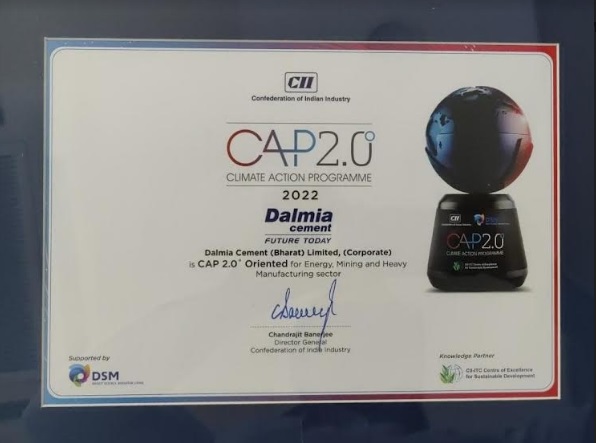 CII
Confederation of Indian Industry
CAP2.0°
CLIMATE ACTION PROGRAMME
2022
Dalmia
cement
FUTURE TODAY
Dalmia Cement (Bharat) Limited, (Corporate)
is CAP 2.0° Oriented for Energy, Mining and Heavy
Manufacturing sector
Chandrajit Banerjee
Director General
Confederation of Indian Industry
CII
CAP2.0°
CLIMATE ACTION PROGRAMME
Supported by
DSM
Knowledge Partner
CII-ITC Centre of Excellence
for Sustainable Development